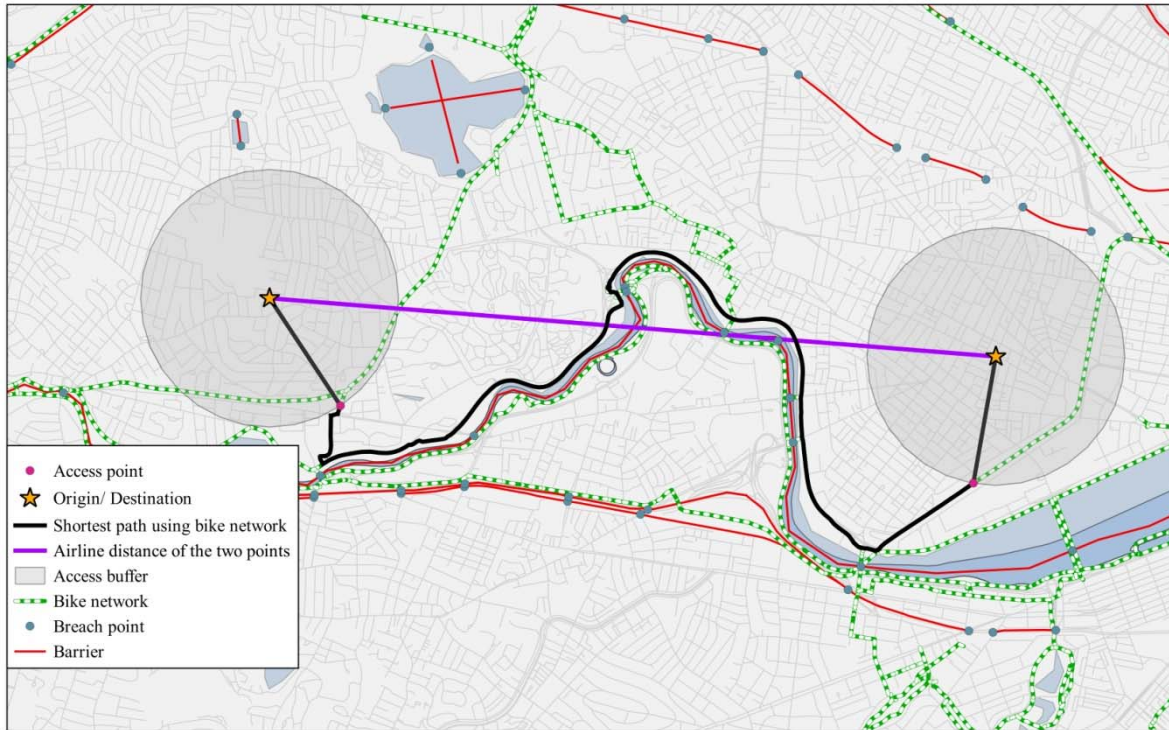 Access point
Origin/ Destination
Shortest path using bike network
Airline distance of the two points
Access buffer
Bike network
Breach point
Barrier